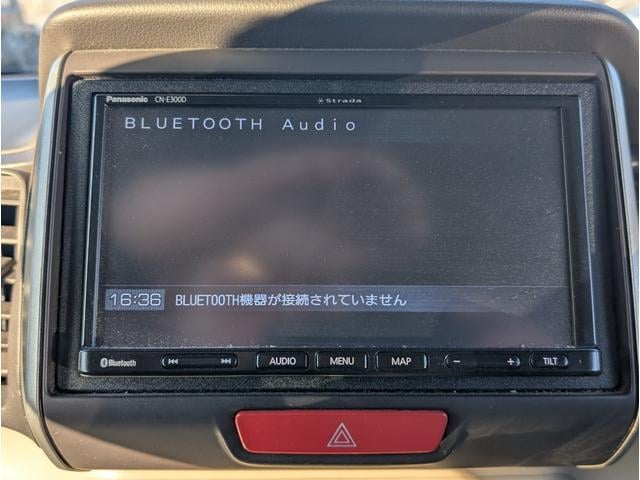 Panasonic CN-E300D Strada
BLUETOOTH Audio
16:36 BLUETOOTH機器が接続されていません
Bluetooth AUDIO MENU MAP − + TILT